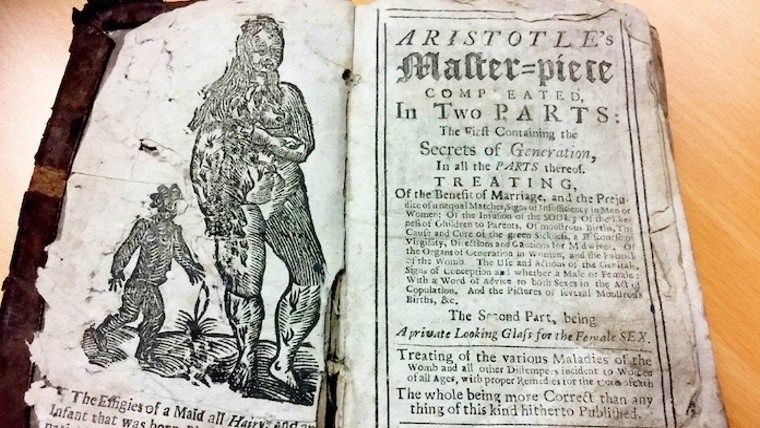 The Effigies of a Maid all Hairy, and an
Infant that was born
ARISTOTLE's
Master=piece
COMPLEATED,
In Two PARTS:
The First Containing the
Secrets of Generation,
In all the PARTS thereof.
TREATING,
Of the Benefit of Marriage, and the Preju-
dice of unequal Matches, Signs of Insufficiency in Men or
Women: Of the Infusion of the SOUL: Of the Like-
ness of Children to Parents, Of monstrous Births, The
Cause and Cure of the green Sickness, a Discourse of
Virginity, Directions and Cautions for Midwives, Of
the Organs of Generation in Women, and the Fabrick
of the Womb. The Use and Actions of the Genitals,
Signs of Conception and whether a Male or Female:
With a Word of Advice to both Sexes in the Act of
Copulation. And the Pictures of several Monstrous
Births, &c.
The Second Part, being
A private Looking Glass for the Female SEX.
Treating of the various Maladies of the
Womb and all other Distempers incident to Women
of all Ages, with proper Remedies for the Cure of each
The whole being more Correct than any
thing of this kind hitherto Published.